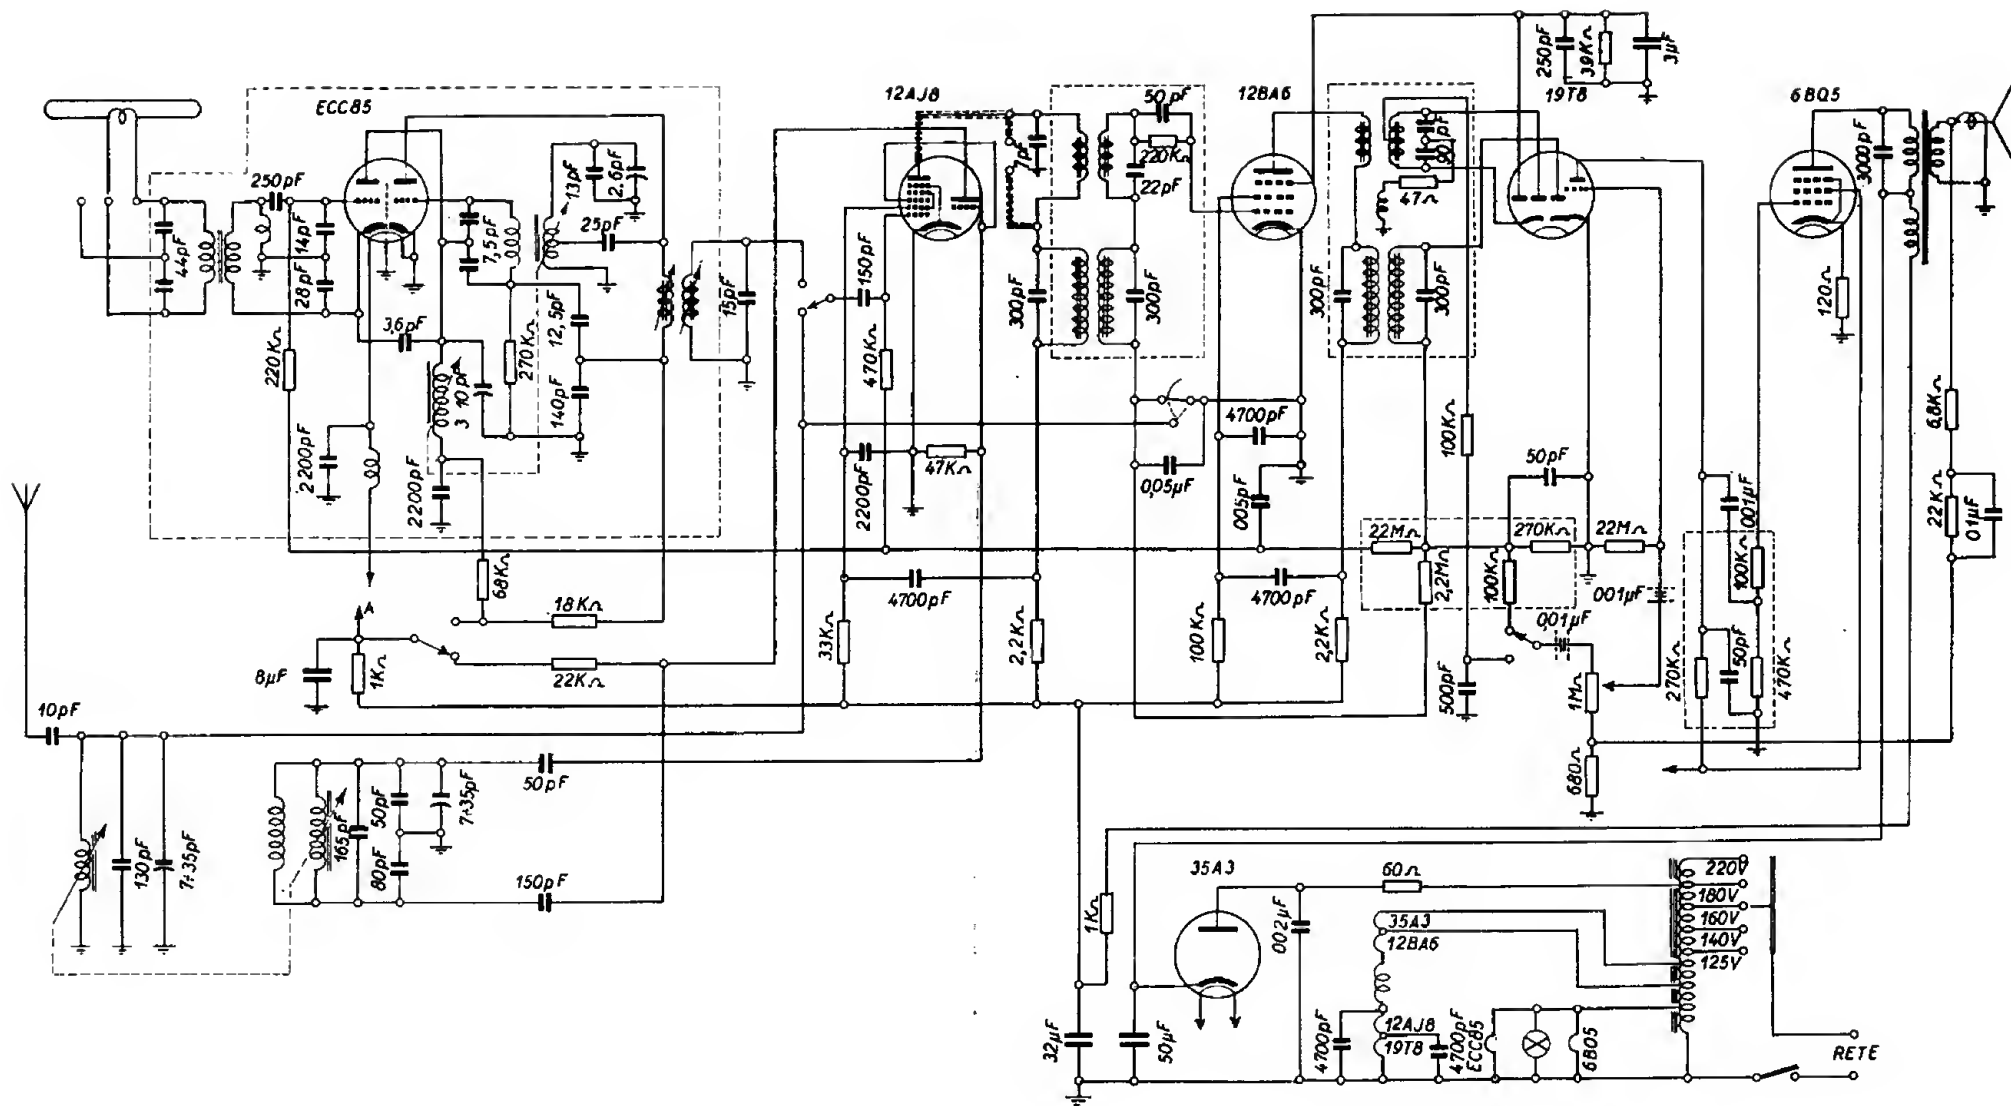 ECC85
12AJ8
12BA6
19T8
6BQ5
250pF
39KΩ
3µF
44pF
250pF
14pF
28pF
7,5pF
13pF
2,6pF
25pF
15pF
3,6pF
3
10pF
270KΩ
12,5pF
140pF
220KΩ
2200pF
2200pF
68KΩ
18KΩ
22KΩ
A
8µF
1KΩ
10pF
130pF
7÷35pF
165pF
50pF
80pF
7÷35pF
50pF
150pF
150pF
470KΩ
2200pF
47KΩ
4700pF
33KΩ
2,2KΩ
7pF
300pF
50pF
220KΩ
22pF
300pF
0,05µF
4700pF
005pF
4700pF
100KΩ
2,2KΩ
300pF
300pF
47Ω
100KΩ
500pF
22MΩ
2,2MΩ
100KΩ
270KΩ
22MΩ
50pF
001µF
0,01µF
1MΩ
680Ω
270KΩ
50pF
470KΩ
001µF
100KΩ
120Ω
3000pF
6,8KΩ
22KΩ
01µF
35A3
60Ω
002µF
1KΩ
32µF
50µF
35A3
12BA6
12AJ8
19T8
4700pF
4700pF
ECC85
6BQ5
220V
180V
160V
140V
125V
RETE